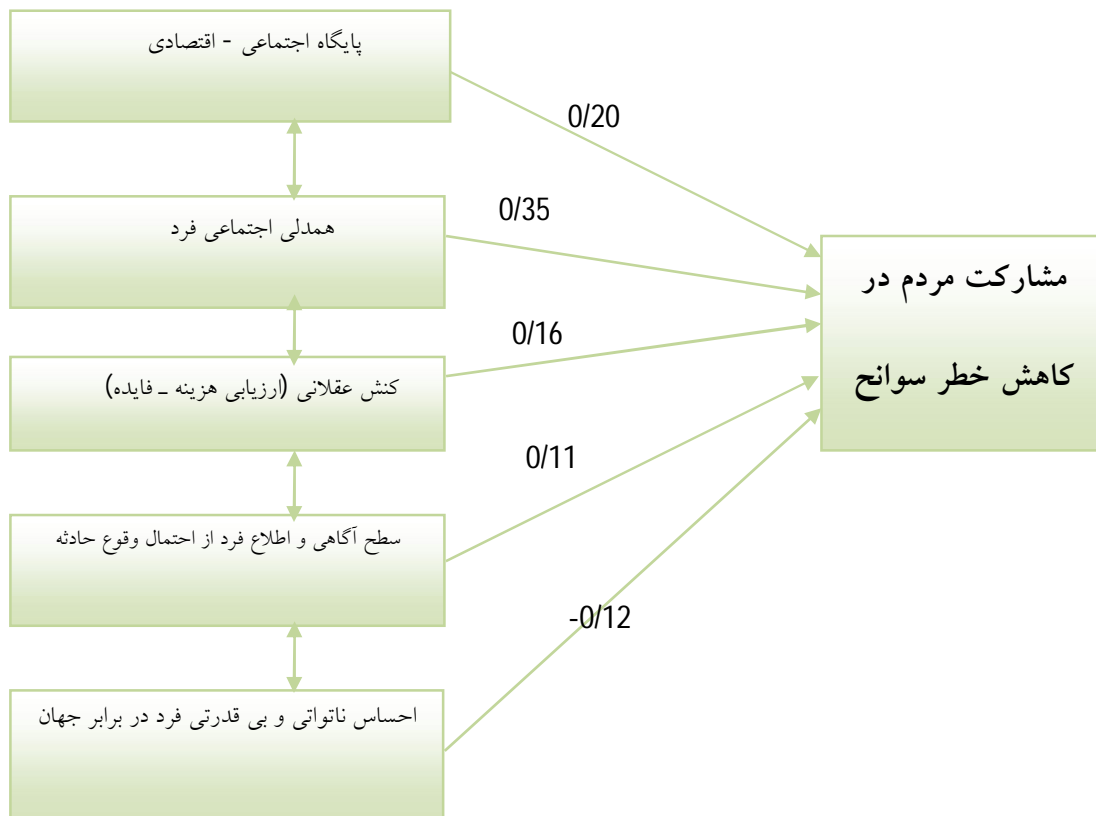 پایگاه اجتماعی - اقتصادی
0/20
همدلی اجتماعی فرد
0/35
مشارکت مردم در
کاهش خطر سوانح
0/16
کنش عقلانی (ارزیابی هزینه ـ فایده)
0/11
سطح آگاهی و اطلاع فرد از احتمال وقوع حادثه
-0/12
احساس ناتواتی و بی قدرتی فرد در برابر جهان